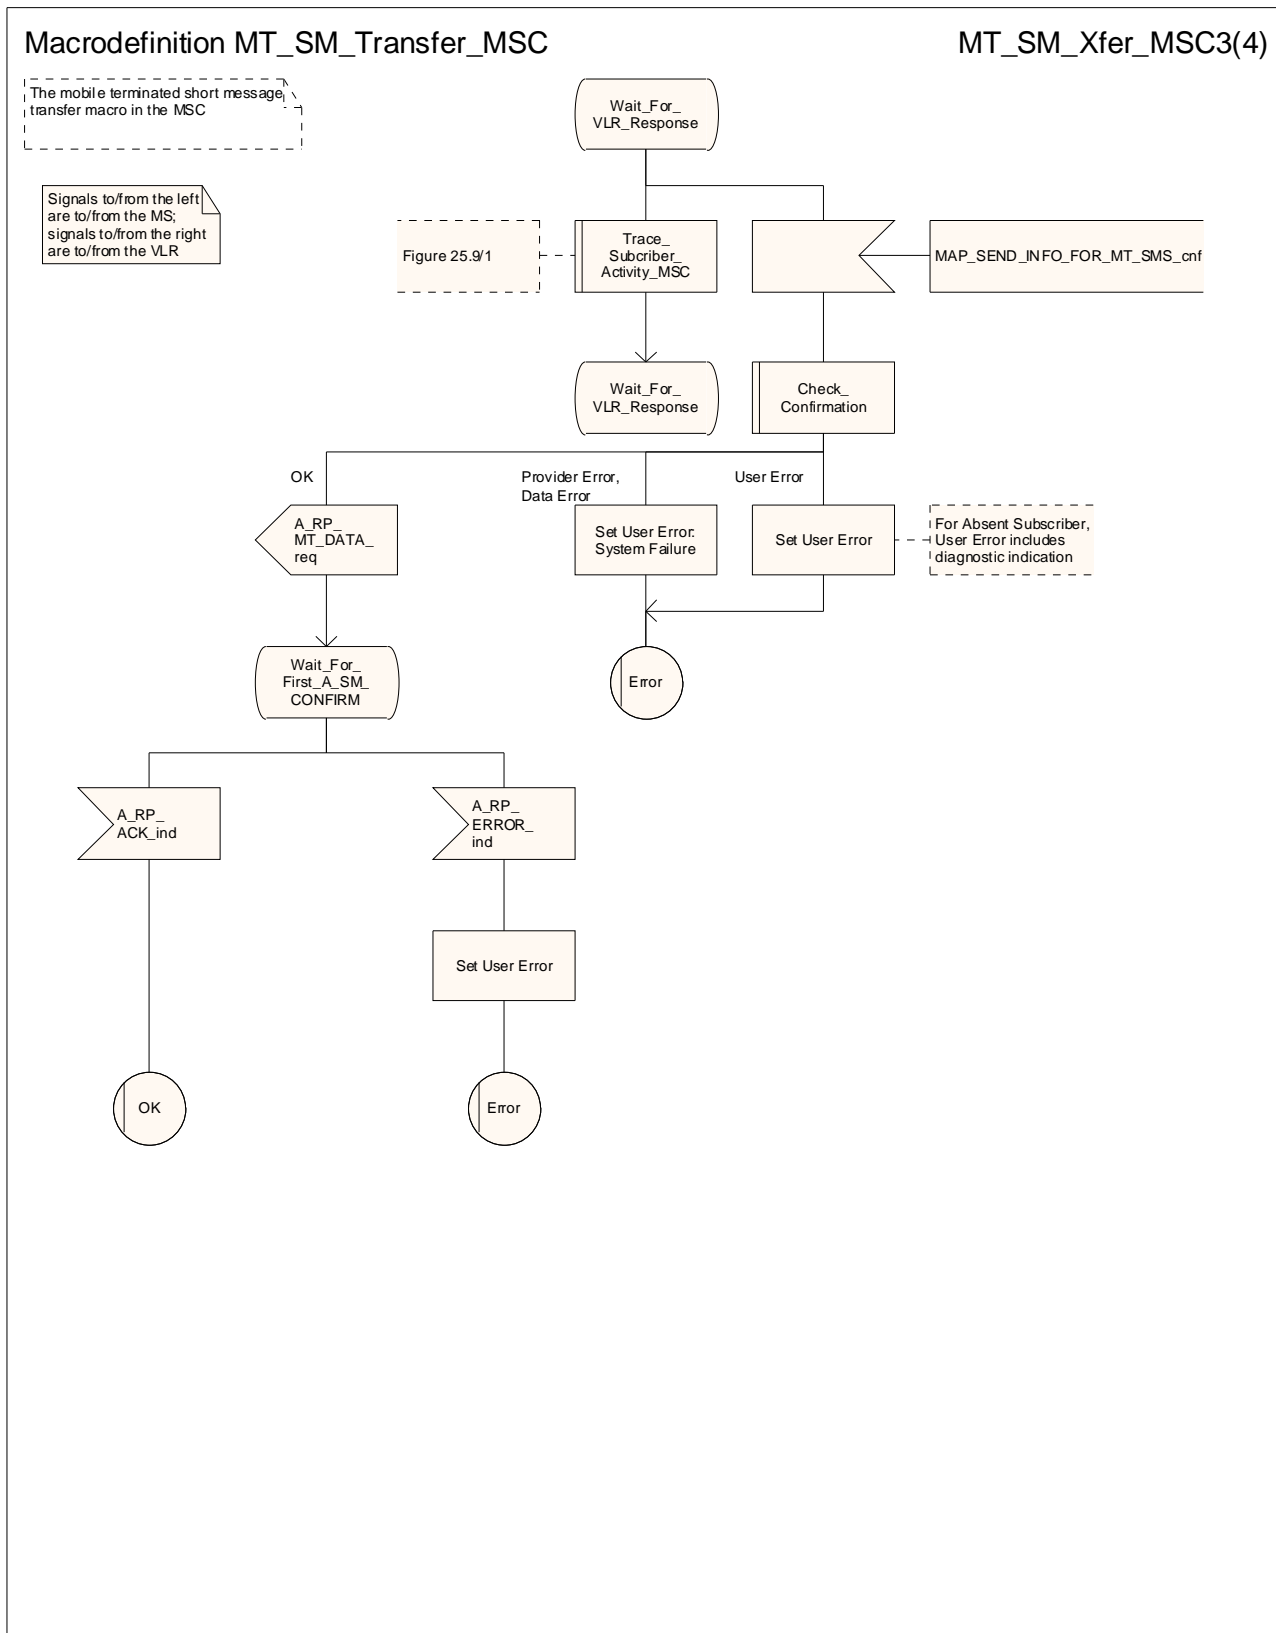 Macrodefinition MT_SM_Transfer_MSC
MT_SM_Xfer_MSC3(4)
The mobile terminated short message
transfer macro in the MSC
Signals to/from the left
are to/from the MS;
signals to/from the right
are to/from the VLR
Wait_For_
VLR_Response
Figure 25.9/1
Trace_
Subcriber_
Activity_MSC
MAP_SEND_INFO_FOR_MT_SMS_cnf
Wait_For_
VLR_Response
Check_
Confirmation
OK
Provider Error,
Data Error
User Error
A_RP_
MT_DATA_
req
Set User Error:
System Failure
Set User Error
For Absent Subscriber,
User Error includes
diagnostic indication
Wait_For_
First_A_SM_
CONFIRM
Error
A_RP_
ACK_ind
A_RP_
ERROR_
ind
Set User Error
OK
Error